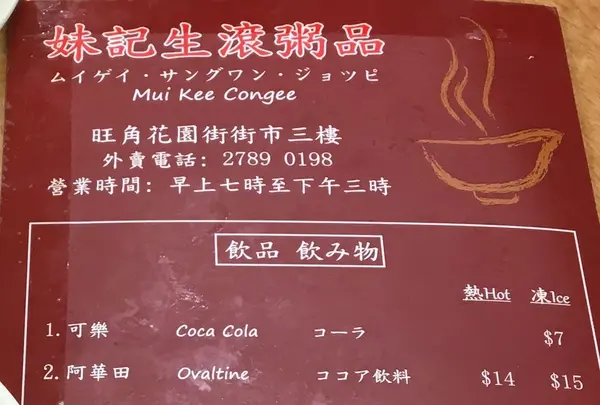 妹記生滾粥品
ムイゲイ・サングワン・ジョツピ
Mui Kee Congee
旺角花園街街市三樓
外賣電話: 2789 0198
營業時間: 早上七時至下午三時
飲品 飲み物
熱Hot 凍Ice
1. 可樂 Coca Cola コーラ $7
2. 阿華田 Ovaltine ココア飲料 $14 $15